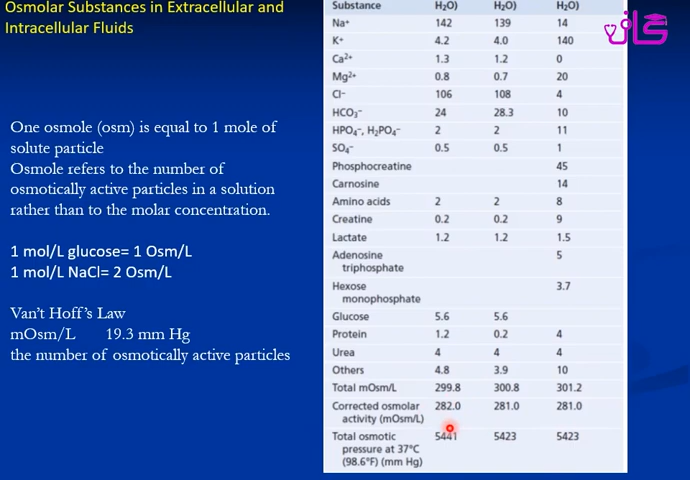 Osmolar Substances in Extracellular and
Intracellular Fluids
One osmole (osm) is equal to 1 mole of
solute particle
Osmole refers to the number of
osmotically active particles in a solution
rather than to the molar concentration.
1 mol/L glucose= 1 Osm/L
1 mol/L NaCl= 2 Osm/L
Van't Hoff's Law
mOsm/L 19.3 mm Hg
the number of osmotically active particles
Substance H₂O) H₂O) H₂O)
Na⁺ 142 139 14
K⁺ 4.2 4.0 140
Ca²⁺ 1.3 1.2 0
Mg²⁺ 0.8 0.7 20
Cl⁻ 106 108 4
HCO₃⁻ 24 28.3 10
HPO₄⁻, H₂PO₄⁻ 2 2 11
SO₄⁻ 0.5 0.5 1
Phosphocreatine 45
Carnosine 14
Amino acids 2 2 8
Creatine 0.2 0.2 9
Lactate 1.2 1.2 1.5
Adenosine
triphosphate 5
Hexose
monophosphate 3.7
Glucose 5.6 5.6
Protein 1.2 0.2 4
Urea 4 4 4
Others 4.8 3.9 10
Total mOsm/L 299.8 300.8 301.2
Corrected osmolar 282.0 281.0 281.0
activity (mOsm/L)
Total osmotic 5441 5423 5423
pressure at 37°C
(98.6°F) (mm Hg)